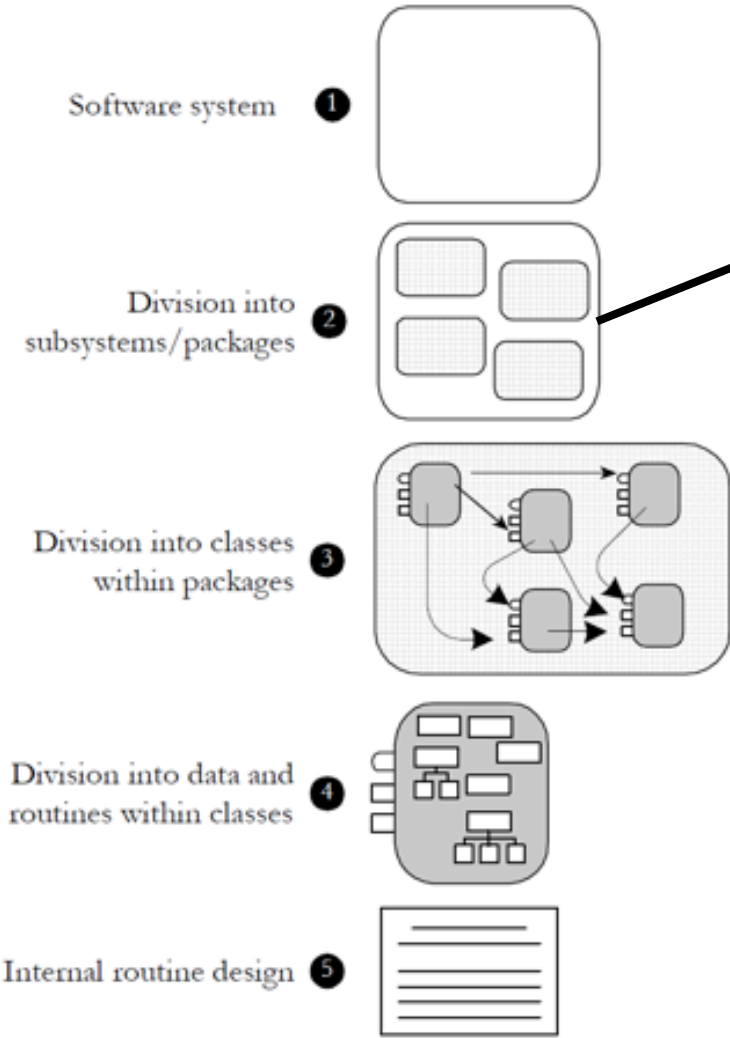 Software system 1
Division into
subsystems/packages 2
Division into classes
within packages 3
Division into data and
routines within classes 4
Internal routine design 5